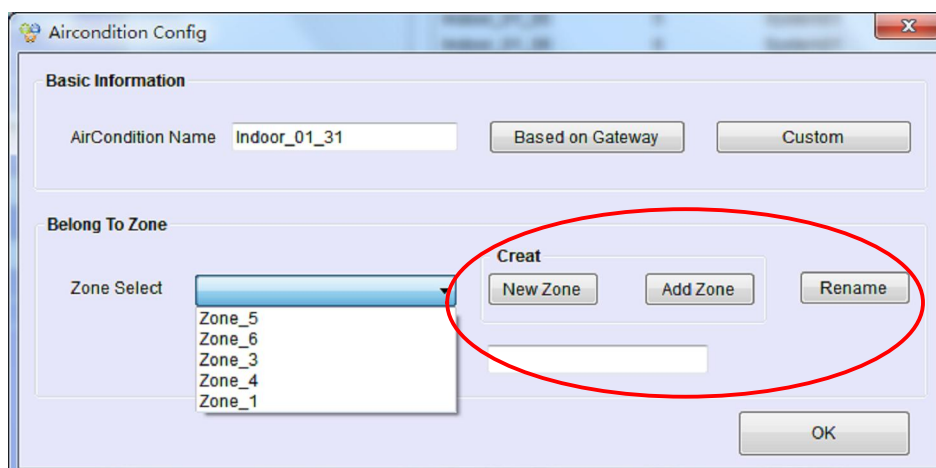 Aircondition Config
Basic Information
AirCondition Name Indoor_01_31 Based on Gateway Custom
Belong To Zone
Creat
Zone Select New Zone Add Zone Rename
Zone_5
Zone_6
Zone_3
Zone_4
Zone_1
OK